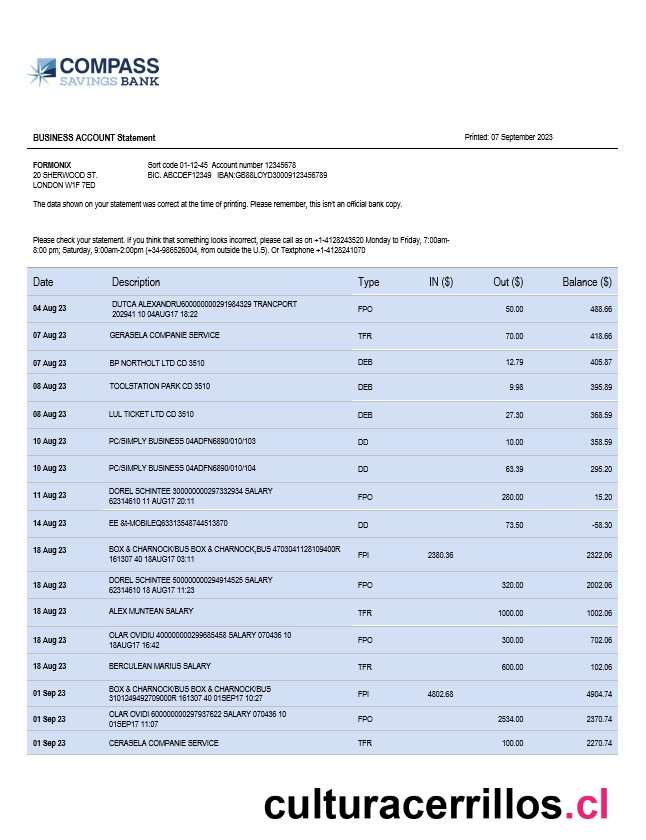 COMPASS
SAVINGS BANK
BUSINESS ACCOUNT Statement Printed: 07 September 2023
FORMONIX Sort code 01-12-45 Account number 12345678
20 SHERWOOD ST. BIC. ABCDEF12349 IBAN:GB88LOYD30009123456789
LONDON W1F 7ED
The data shown on your statement was correct at the time of printing. Please remember, this isn't an official bank copy.
Please check your statement. If you think that something looks incorrect, please call as on +1-4128243520 Monday to Friday, 7:00am-
8:00 pm; Saturday, 9:00am-2:00pm (+34-986526004, from outside the U.S). Or Textphone +1-4128241070
Date Description Type IN ($) Out ($) Balance ($)
04 Aug 23 DUTCA ALEXANDRU600000000291984329 TRANCPORT
202941 10 04AUG17 18:22 FPO 50.00 488.66
07 Aug 23 GERASELA COMPANIE SERVICE TFR 70.00 418.66
07 Aug 23 BP NORTHOLT LTD CD 3510 DEB 12.79 405.87
08 Aug 23 TOOLSTATION PARK CD 3510 DEB 9.98 395.89
08 Aug 23 LUL TICKET LTD CD 3510 DEB 27.30 368.59
10 Aug 23 PC/SIMPLY BUSINESS 04ADFN6890/010/103 DD 10.00 358.59
10 Aug 23 PC/SIMPLY BUSINESS 04ADFN6890/010/104 DD 63.39 295.20
11 Aug 23 DOREL SCHINTEE 300000000297332934 SALARY
62314610 11 AUG17 20:11 FPO 280.00 15.20
14 Aug 23 EE &t-MOBILEQ63313548744513870 DD 73.50 -58.30
18 Aug 23 BOX & CHARNOCK/BUS BOX & CHARNOCK,BUS 4703041128109400R
161307 40 18AUG17 03:11 FPI 2380.36 2322.06
18 Aug 23 DOREL SCHINTEE 500000000294914525 SALARY
62314610 18 AUG17 11:23 FPO 320.00 2002.06
18 Aug 23 ALEX MUNTEAN SALARY TFR 1000.00 1002.06
18 Aug 23 OLAR OVIDIU 400000000299685458 SALARY 070436 10
18AUG17 16:42 FPO 300.00 702.06
18 Aug 23 BERCULEAN MARIUS SALARY TFR 600.00 102.06
01 Sep 23 BOX & CHARNOCK/BUS BOX & CHARNOCK/BUS
3101249492709000R 161307 40 01SEP17 10:27 FPI 4802.68 4904.74
01 Sep 23 OLAR OVIDI 600000000297937622 SALARY 070436 10
01SEP17 11:07 FPO 2534.00 2370.74
01 Sep 23 CERASELA COMPANIE SERVICE TFR 100.00 2270.74
culturacerrillos.cl